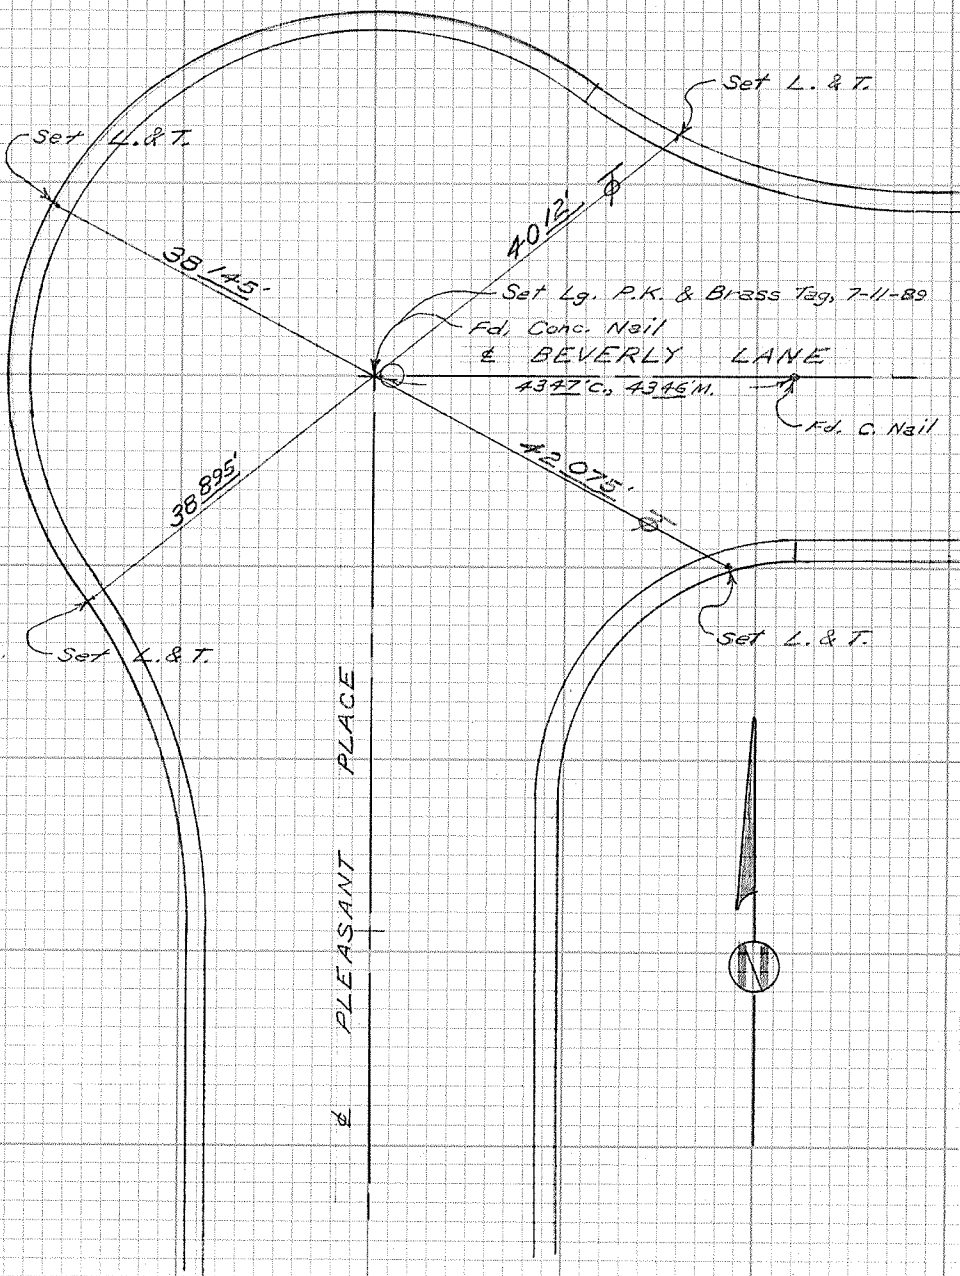 Set L. & T.
Set L. & T.
40 12'
38 145'
Set Lg. P.K. & Brass Tag, 7-11-89
Fd. Conc. Nail
℄ BEVERLY LANE
43 47' C., 43 46' M.
Fd. C. Nail
42 075'
38 895'
Set L. & T.
Set L. & T.
℄ PLEASANT PLACE
N